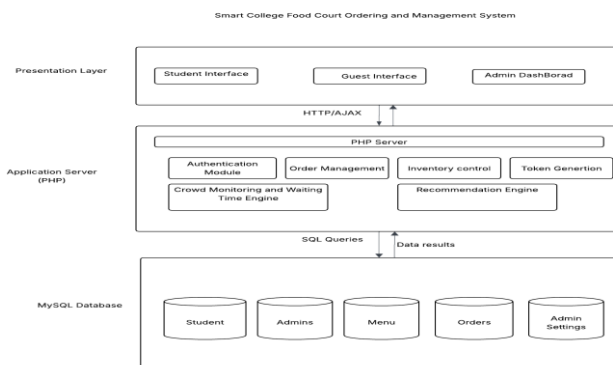 Smart College Food Court Ordering and Management System
Presentation Layer
Student Interface
Guest Interface
Admin DashBorad
HTTP/AJAX
Application Server
(PHP)
PHP Server
Authentication
Module
Order Management
Inventory control
Token Genertion
Crowd Monitoring and Waiting
Time Engine
Recommendation Engine
SQL Queries
Data results
MySQL Database
Student
Admins
Menu
Orders
Admin
Settings